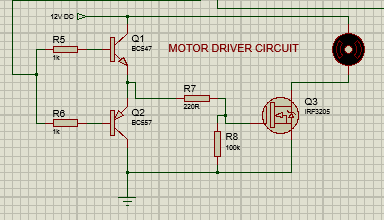 12V DC
R5
1k
Q1
BC547
MOTOR DRIVER CIRCUIT
R7
220R
Q3
IRF3205
R6
1k
Q2
BC557
R8
100k